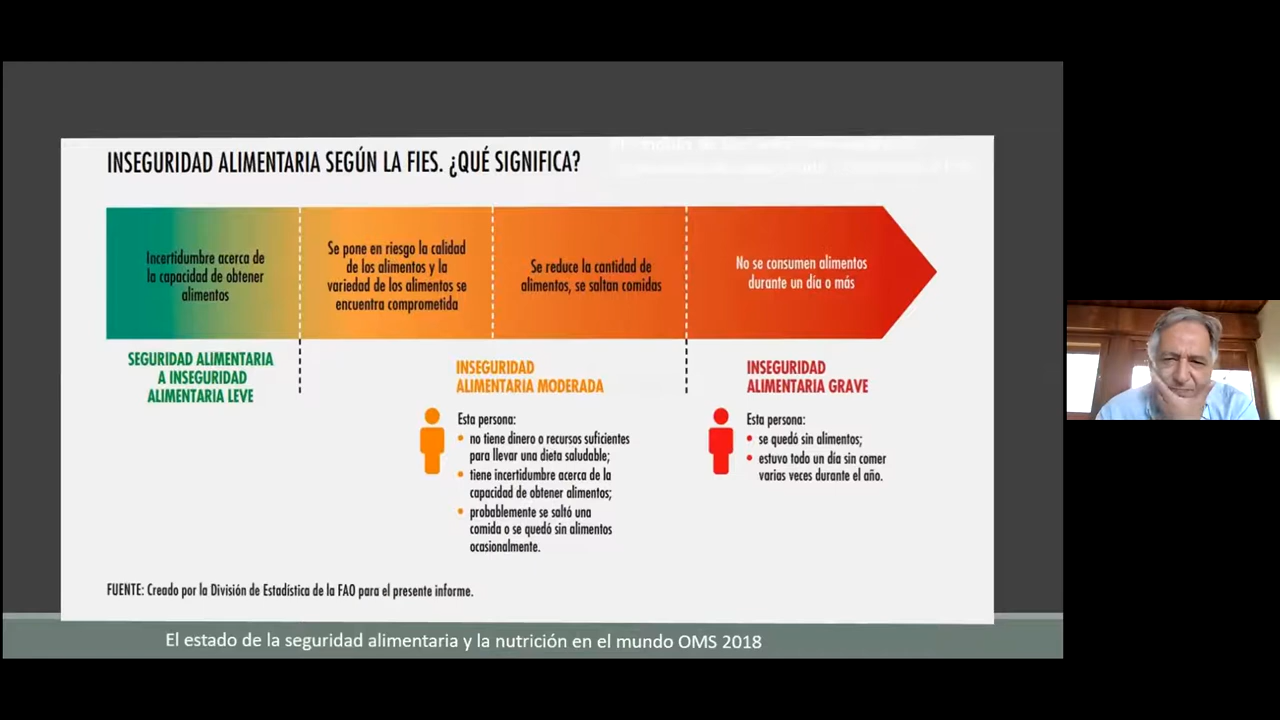 INSEGURIDAD ALIMENTARIA SEGÚN LA FIES. ¿QUÉ SIGNIFICA?
Incertidumbre acerca de
la capacidad de obtener
alimentos
Se pone en riesgo la calidad
de los alimentos y la
variedad de los alimentos se
encuentra comprometida
Se reduce la cantidad de
alimentos, se saltan comidas
No se consumen alimentos
durante un día o más
SEGURIDAD ALIMENTARIA
A INSEGURIDAD
ALIMENTARIA LEVE
INSEGURIDAD
ALIMENTARIA MODERADA
Esta persona:
• no tiene dinero o recursos suficientes
para llevar una dieta saludable;
• tiene incertidumbre acerca de la
capacidad de obtener alimentos;
• probablemente se saltó una
comida o se quedó sin alimentos
ocasionalmente.
INSEGURIDAD
ALIMENTARIA GRAVE
Esta persona:
• se quedó sin alimentos;
• estuvo todo un día sin comer
varias veces durante el año.
FUENTE: Creado por la División de Estadística de la FAO para el presente informe.
El estado de la seguridad alimentaria y la nutrición en el mundo OMS 2018